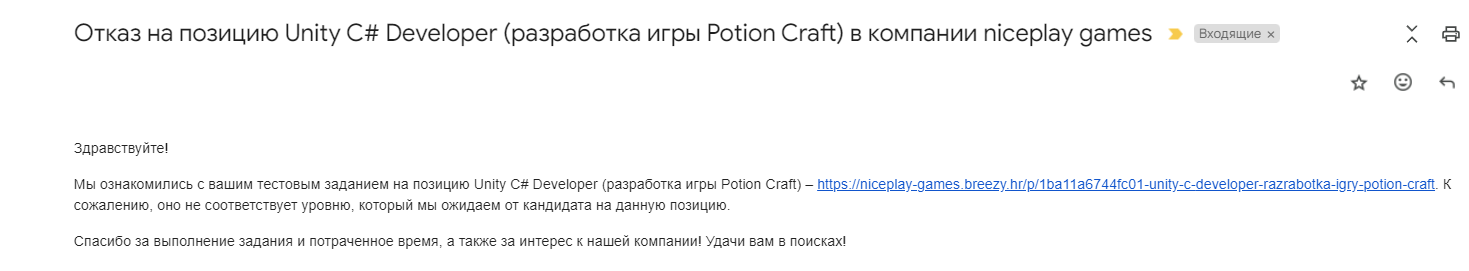 Отказ на позицию Unity C# Developer (разработка игры Potion Craft) в компании niceplay games
Входящие ×
Здравствуйте!
Мы ознакомились с вашим тестовым заданием на позицию Unity C# Developer (разработка игры Potion Craft) – https://niceplay-games.breezy.hr/p/1ba11a6744fc01-unity-c-developer-razrabotka-igry-potion-craft. К
сожалению, оно не соответствует уровню, который мы ожидаем от кандидата на данную позицию.
Спасибо за выполнение задания и потраченное время, а также за интерес к нашей компании! Удачи вам в поисках!